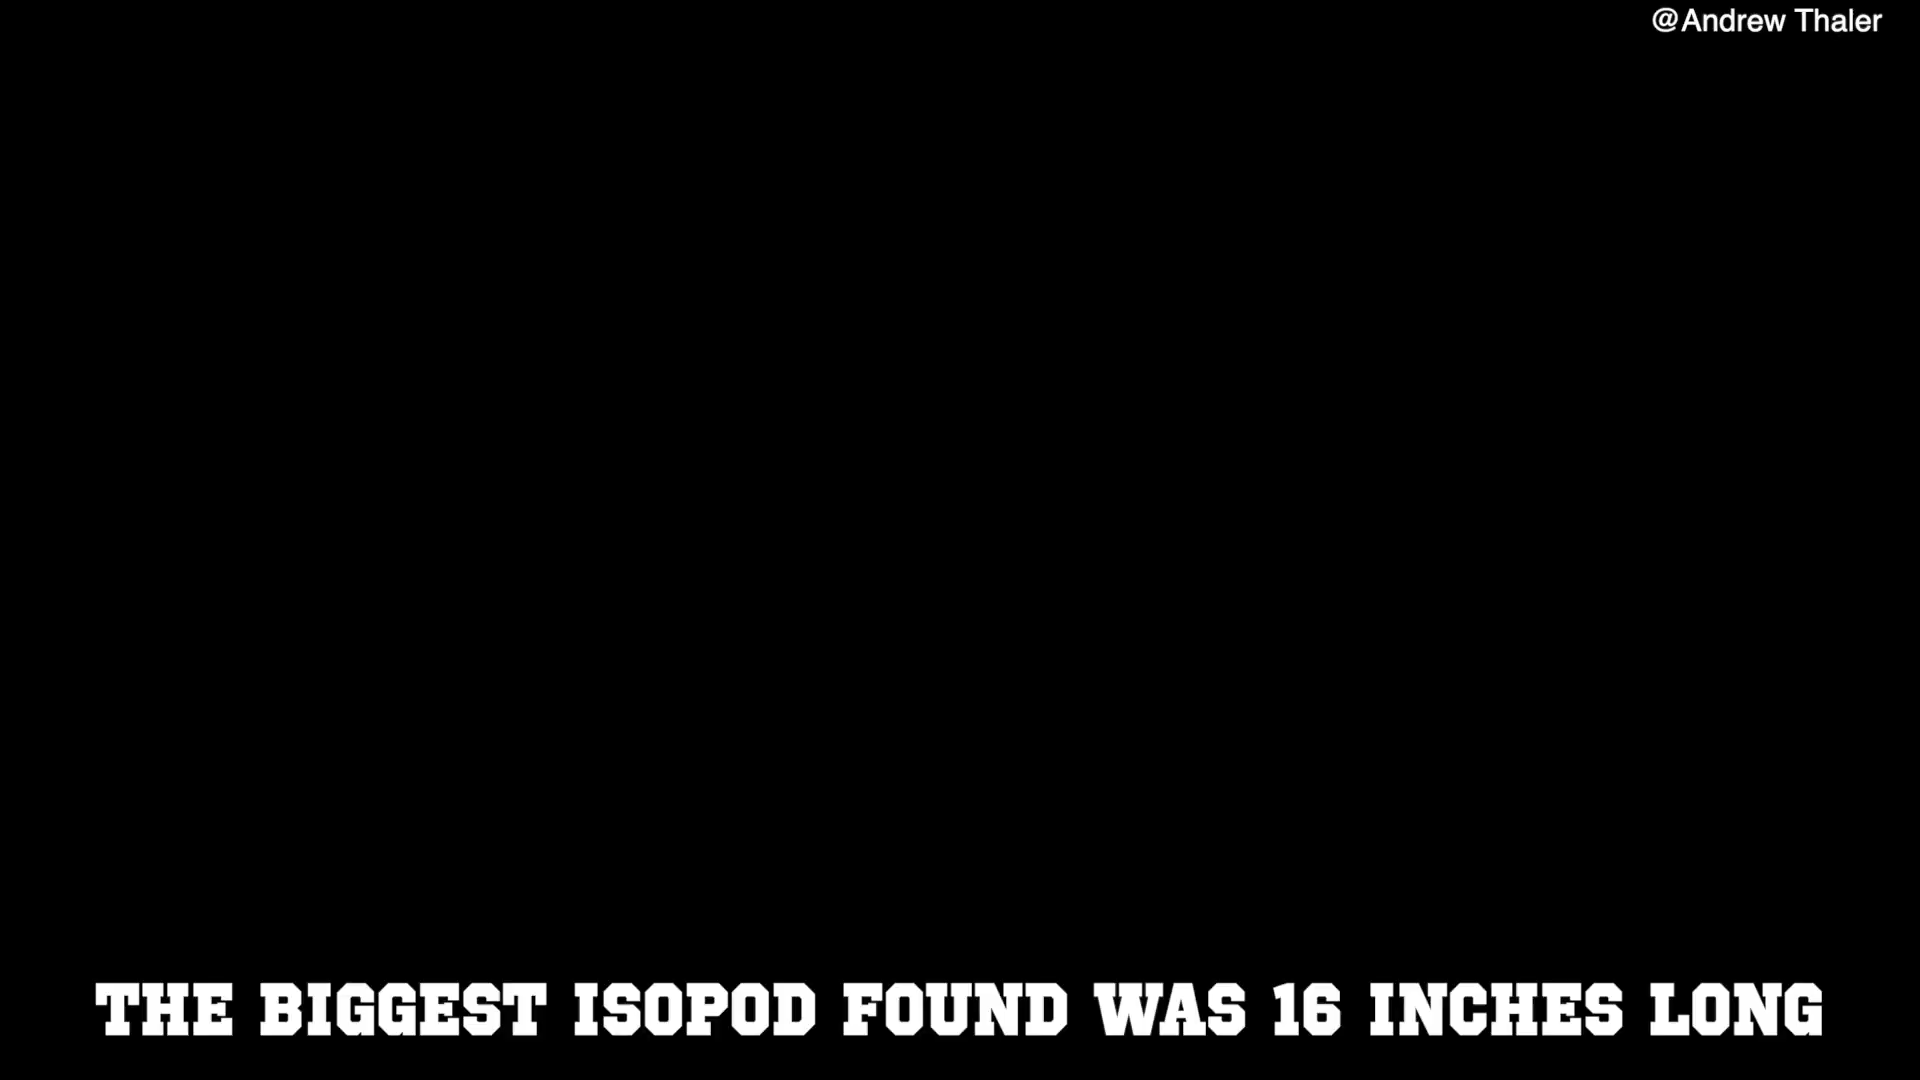 @Andrew Thaler
THE BIGGEST ISOPOD FOUND WAS 16 INCHES LONG